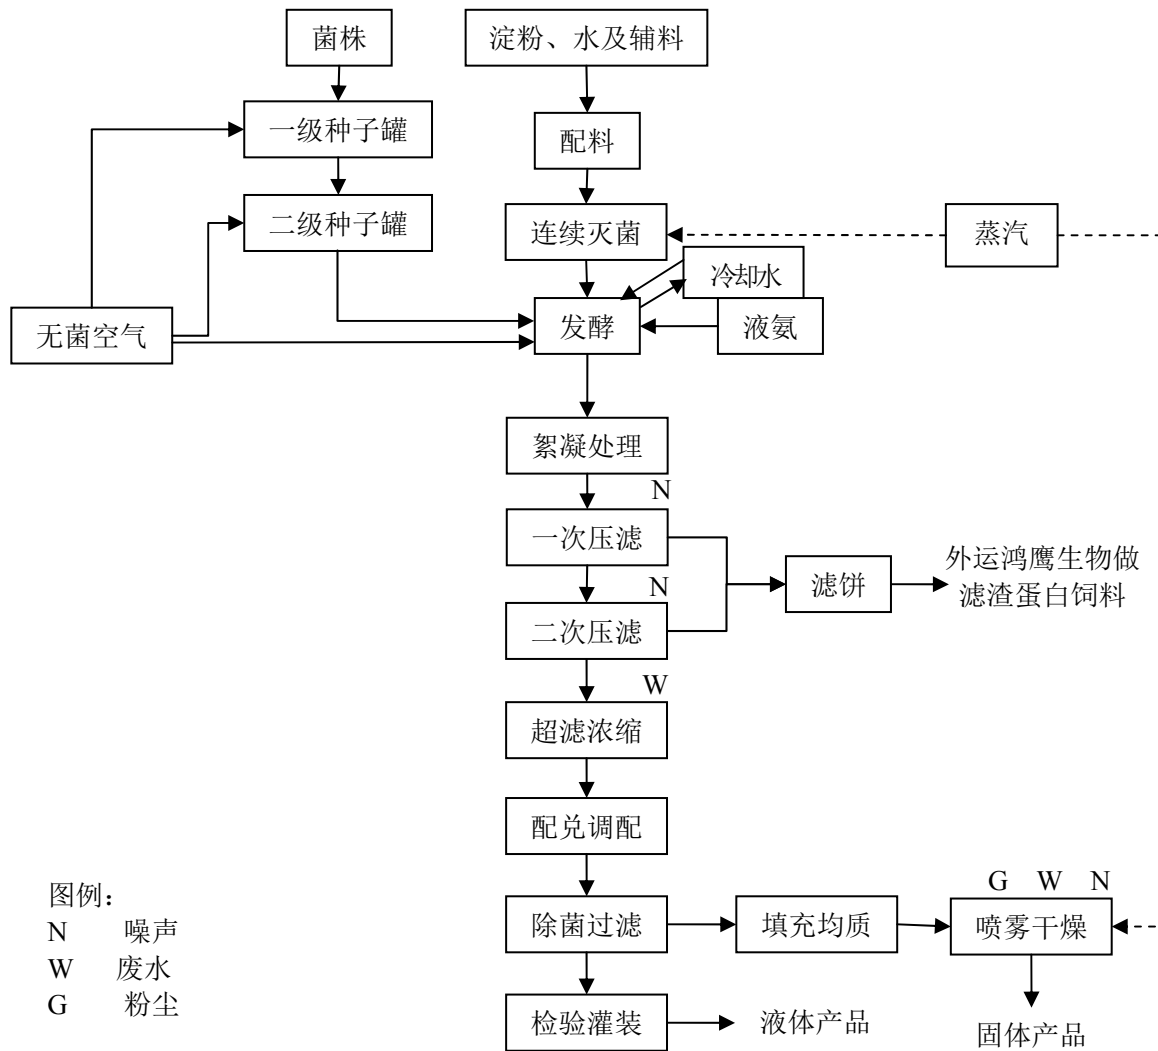 菌株
淀粉、水及辅料
一级种子罐
配料
二级种子罐
连续灭菌
蒸汽
冷却水
无菌空气
发酵
液氨
絮凝处理
N
一次压滤
外运鸿鹰生物做
滤渣蛋白饲料
滤饼
N
二次压滤
W
超滤浓缩
配兑调配
G W N
图例：
N 噪声
W 废水
G 粉尘
除菌过滤
填充均质
喷雾干燥
检验灌装
液体产品
固体产品